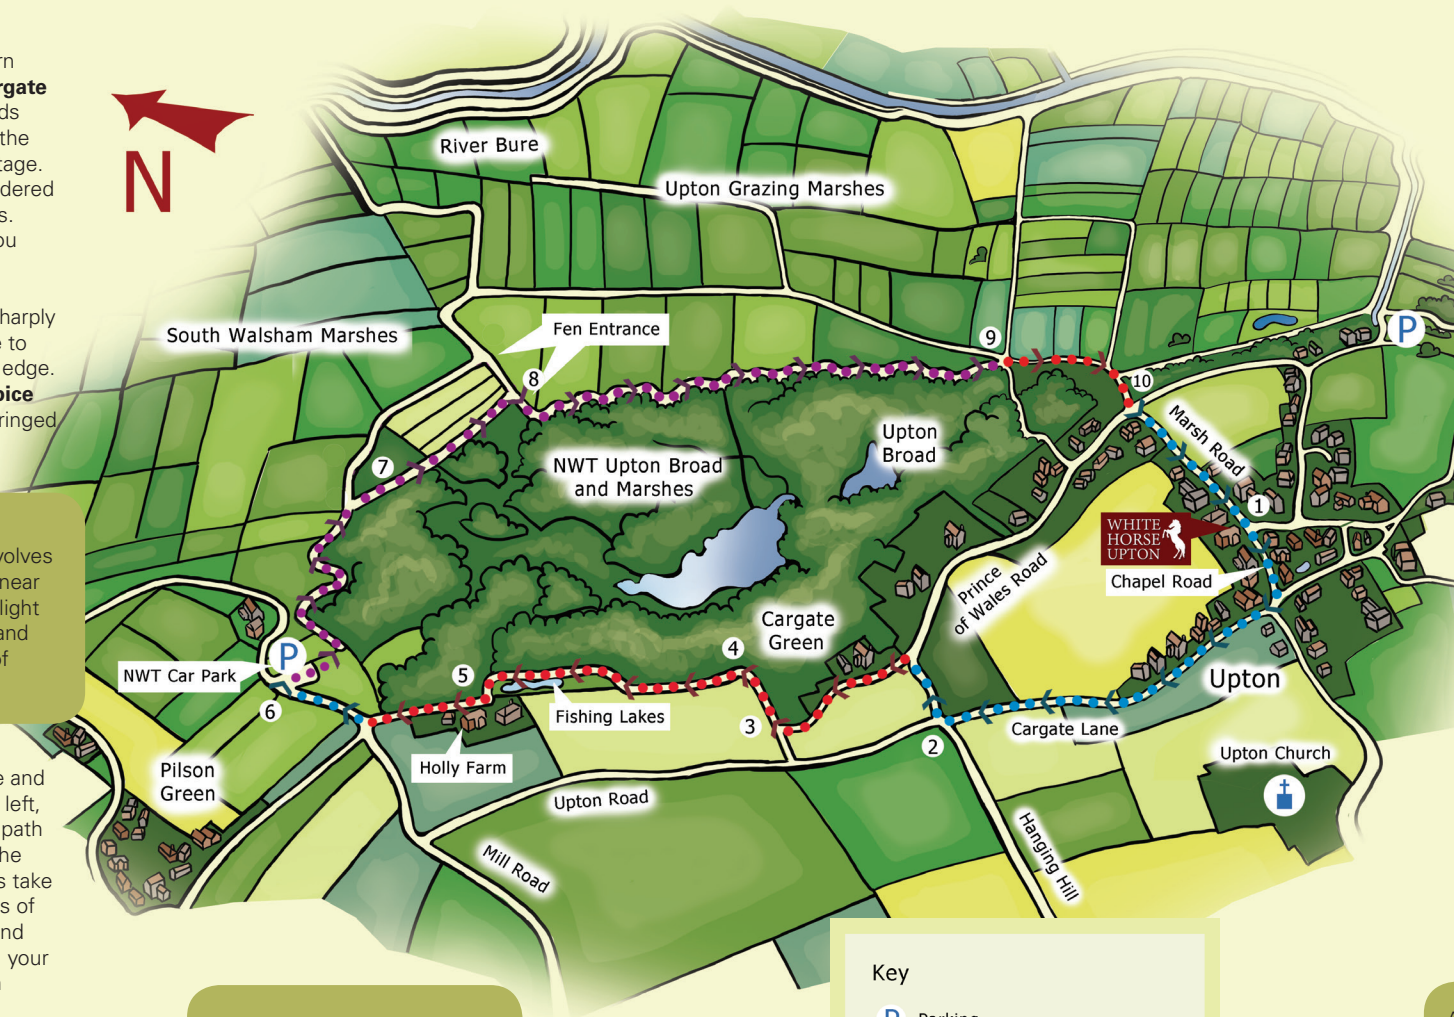 rn
rgate
ds
the
tage.
dered
s.
ou
harply
e to
edge.
pice
ringed
volves
near
light
and
of
e and
left,
path
he
s take
s of
nd
your
N
River Bure
Upton Grazing Marshes
South Walsham Marshes
Fen Entrance
8
9
10
P
7
NWT Upton Broad
and Marshes
Upton
Broad
Marsh Road
1
WHITE
HORSE
UPTON
Chapel Road
Prince
of Wales Road
Cargate
Green
P
NWT Car Park
6
5
4
3
2
Fishing Lakes
Holly Farm
Upton
Cargate Lane
Upton Church
Pilson
Green
Upton Road
Mill Road
Hanging Hill
Key